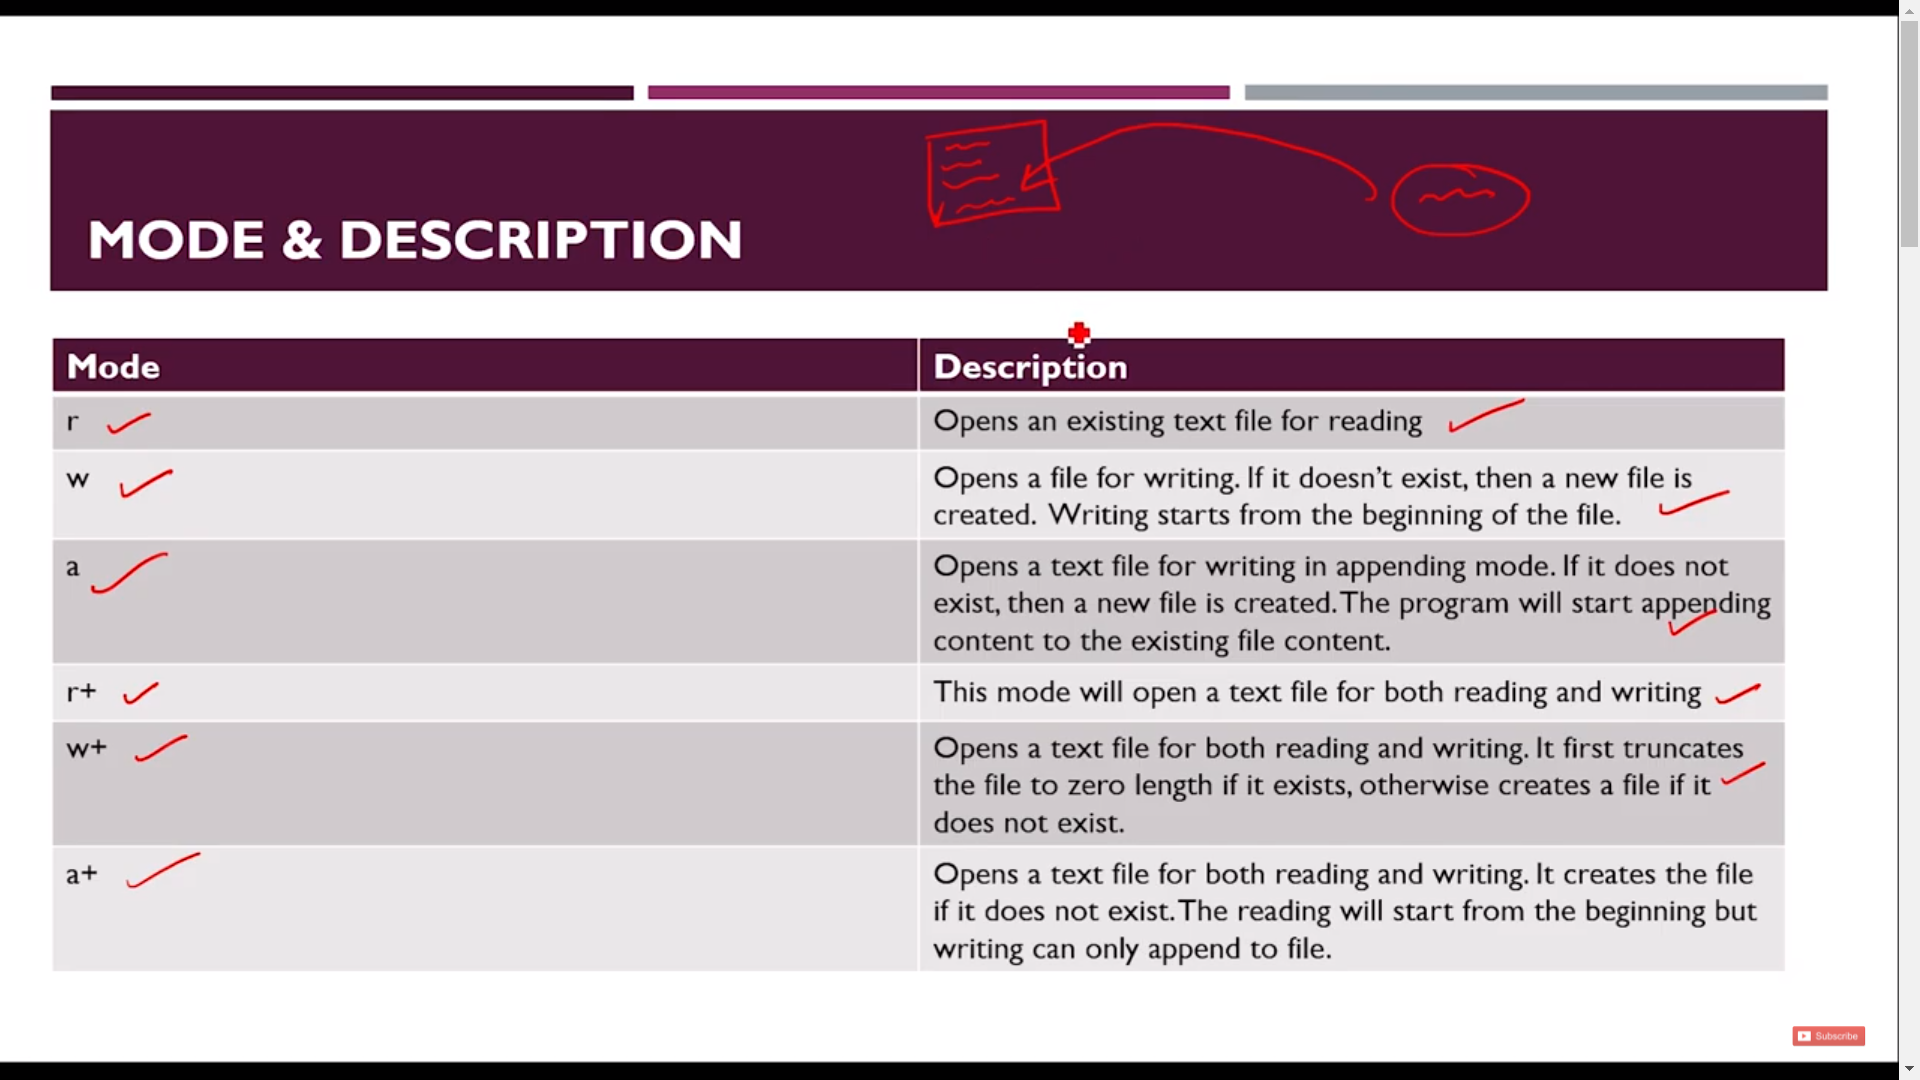 MODE & DESCRIPTION
Mode
Description
r
Opens an existing text file for reading
w
Opens a file for writing. If it doesn’t exist, then a new file is
created. Writing starts from the beginning of the file.
a
Opens a text file for writing in appending mode. If it does not
exist, then a new file is created. The program will start appending
content to the existing file content.
r+
This mode will open a text file for both reading and writing
w+
Opens a text file for both reading and writing. It first truncates
the file to zero length if it exists, otherwise creates a file if it
does not exist.
a+
Opens a text file for both reading and writing. It creates the file
if it does not exist. The reading will start from the beginning but
writing can only append to file.
Subscribe